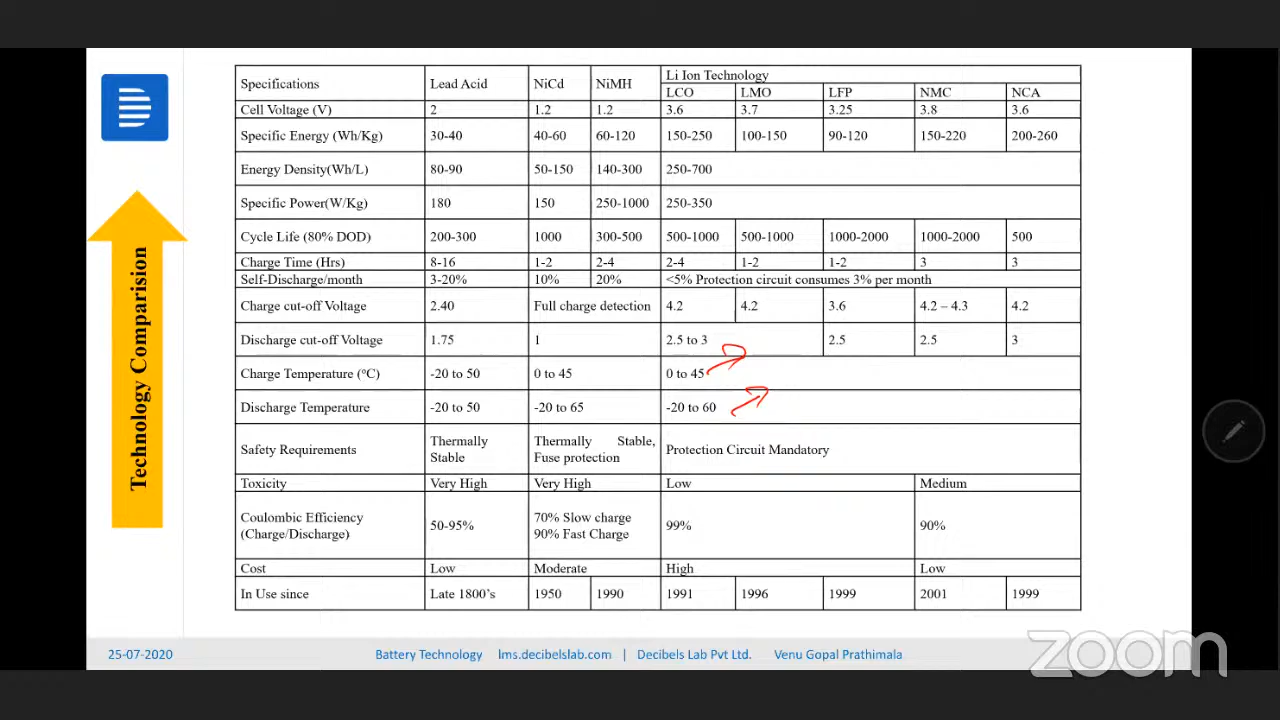 Technology Comparision
Specifications Lead Acid NiCd NiMH Li Ion Technology
LCO LMO LFP NMC NCA
Cell Voltage (V) 2 1.2 1.2 3.6 3.7 3.25 3.8 3.6
Specific Energy (Wh/Kg) 30-40 40-60 60-120 150-250 100-150 90-120 150-220 200-260
Energy Density(Wh/L) 80-90 50-150 140-300 250-700
Specific Power(W/Kg) 180 150 250-1000 250-350
Cycle Life (80% DOD) 200-300 1000 300-500 500-1000 500-1000 1000-2000 1000-2000 500
Charge Time (Hrs) 8-16 1-2 2-4 2-4 1-2 1-2 3 3
Self-Discharge/month 3-20% 10% 20% <5% Protection circuit consumes 3% per month
Charge cut-off Voltage 2.40 Full charge detection 4.2 4.2 3.6 4.2 – 4.3 4.2
Discharge cut-off Voltage 1.75 1 2.5 to 3 2.5 2.5 3
Charge Temperature (ºC) -20 to 50 0 to 45 0 to 45
Discharge Temperature -20 to 50 -20 to 65 -20 to 60
Safety Requirements Thermally Stable Thermally Stable, Fuse protection Protection Circuit Mandatory
Toxicity Very High Very High Low Medium
Coulombic Efficiency (Charge/Discharge) 50-95% 70% Slow charge 90% Fast Charge 99% 90%
Cost Low Moderate High Low
In Use since Late 1800’s 1950 1990 1991 1996 1999 2001 1999
25-07-2020 Battery Technology lms.decibelslab.com | Decibels Lab Pvt Ltd. Venu Gopal Prathimala
zoom